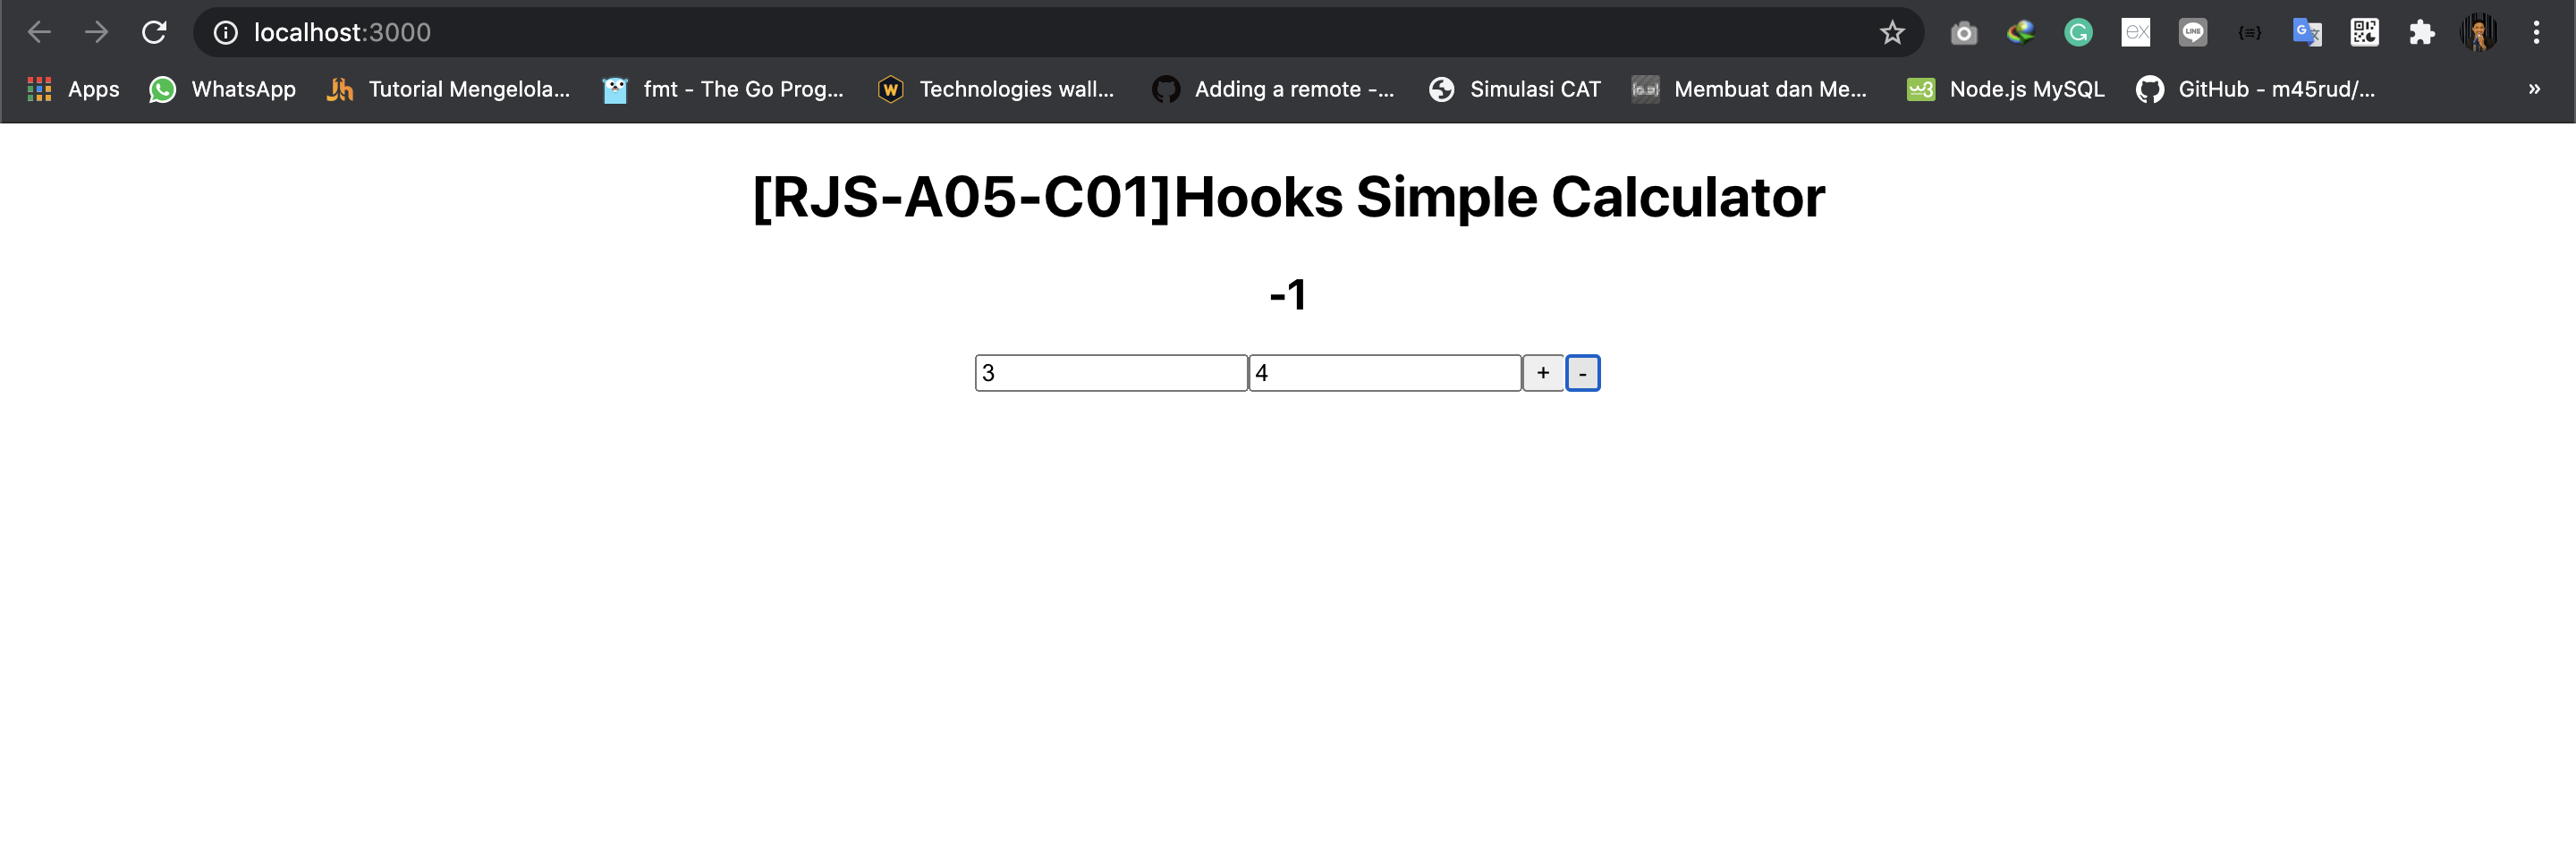 localhost:3000
Apps WhatsApp Tutorial Mengelola... fmt - The Go Prog... Technologies wall... Adding a remote -... Simulasi CAT Membuat dan Me... Node.js MySQL GitHub - m45rud/... »
[RJS-A05-C01]Hooks Simple Calculator
-1
3 4 + -